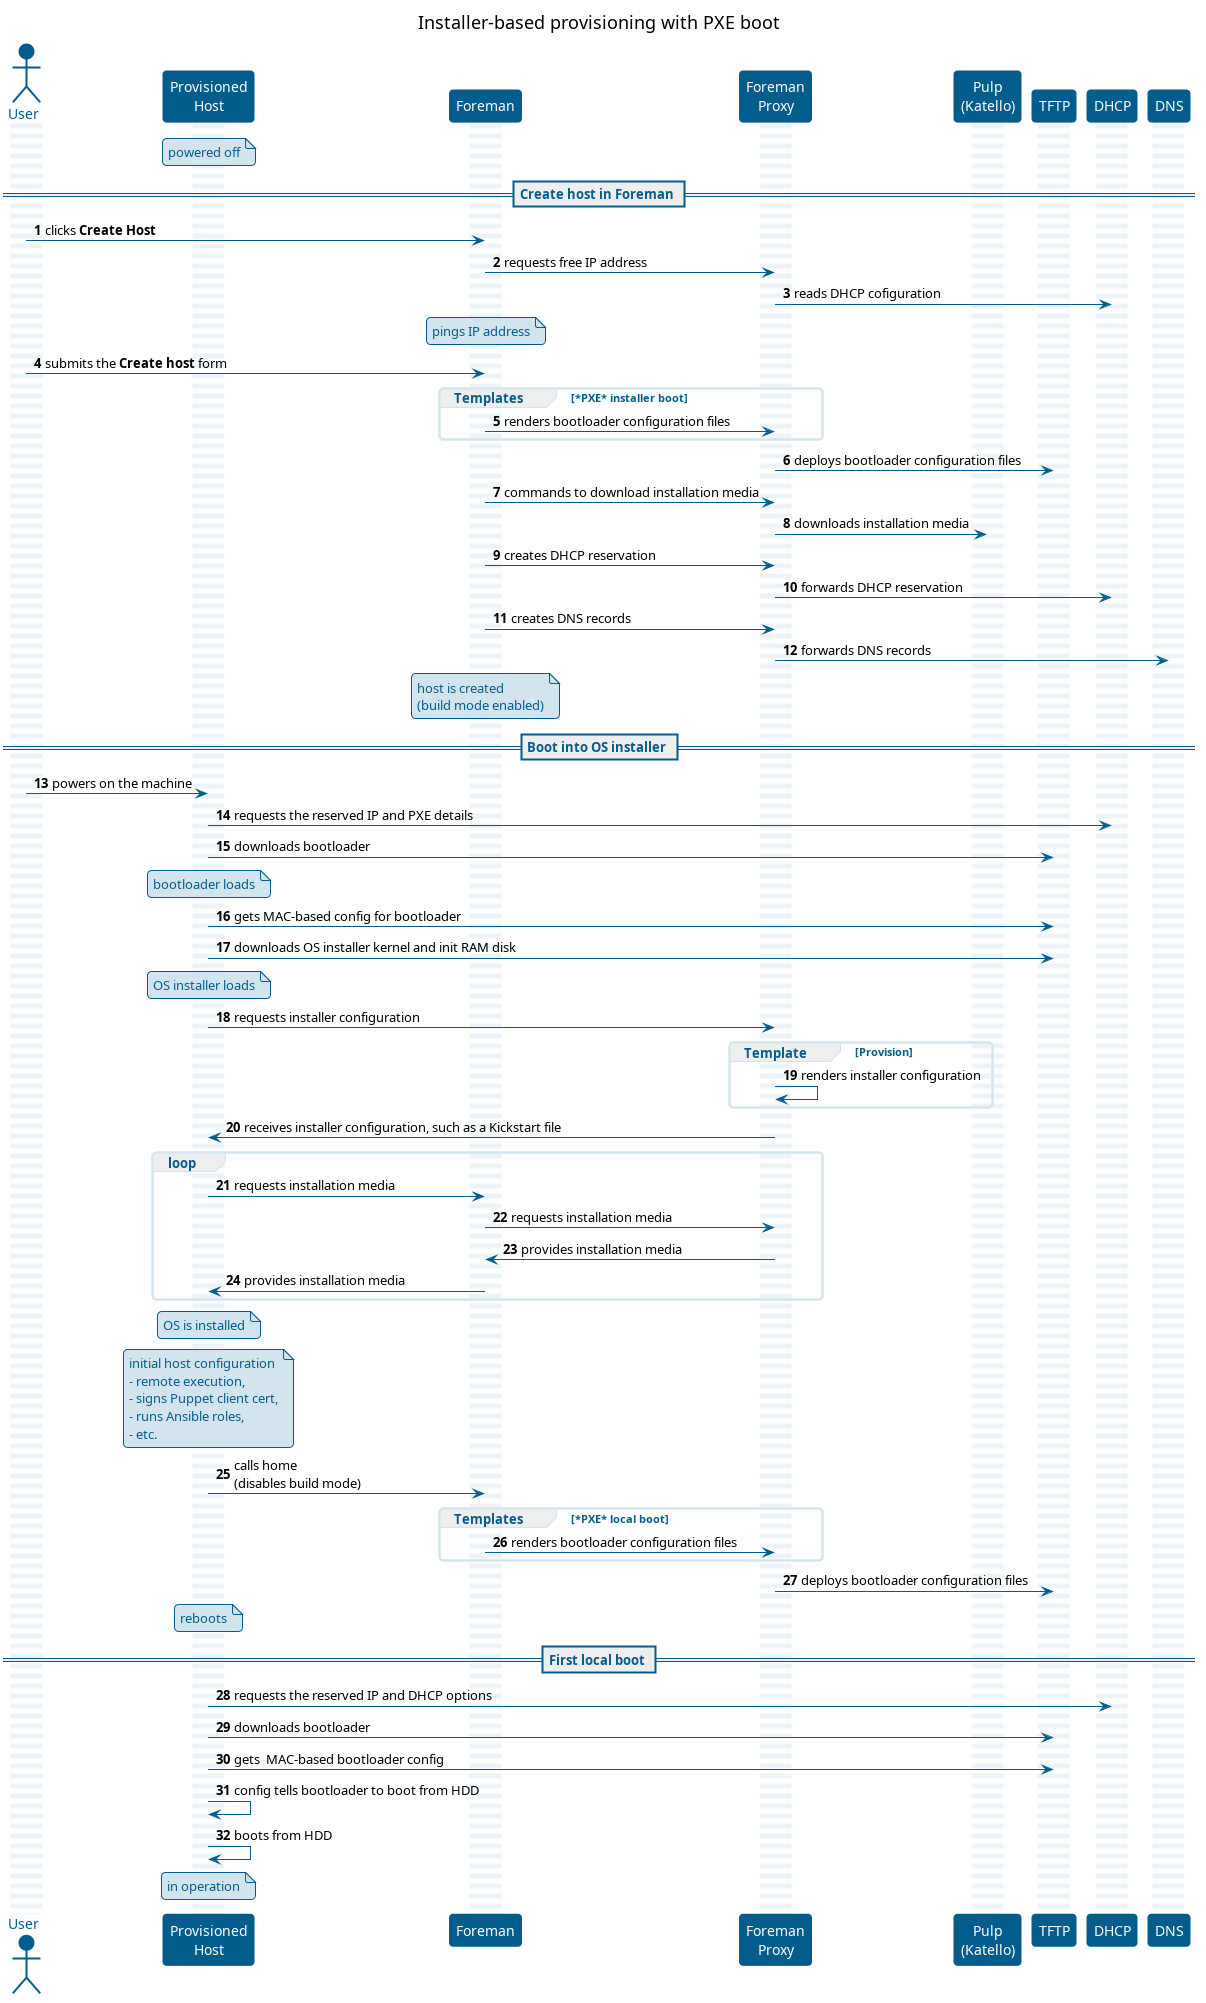 Installer-based provisioning with PXE boot
User
Provisioned
Host
Foreman
Foreman
Proxy
Pulp
(Katello)
TFTP
DHCP
DNS
powered off
Create host in Foreman
1 clicks Create Host
2 requests free IP address
3 reads DHCP cofiguration
pings IP address
4 submits the Create host form
Templates [*PXE* installer boot]
5 renders bootloader configuration files
6 deploys bootloader configuration files
7 commands to download installation media
8 downloads installation media
9 creates DHCP reservation
10 forwards DHCP reservation
11 creates DNS records
12 forwards DNS records
host is created
(build mode enabled)
Boot into OS installer
13 powers on the machine
14 requests the reserved IP and PXE details
15 downloads bootloader
bootloader loads
16 gets MAC-based config for bootloader
17 downloads OS installer kernel and init RAM disk
OS installer loads
18 requests installer configuration
Template [Provision]
19 renders installer configuration
20 receives installer configuration, such as a Kickstart file
loop
21 requests installation media
22 requests installation media
23 provides installation media
24 provides installation media
OS is installed
initial host configuration
- remote execution,
- signs Puppet client cert,
- runs Ansible roles,
- etc.
25 calls home
(disables build mode)
Templates [*PXE* local boot]
26 renders bootloader configuration files
27 deploys bootloader configuration files
reboots
First local boot
28 requests the reserved IP and DHCP options
29 downloads bootloader
30 gets  MAC-based bootloader config
31 config tells bootloader to boot from HDD
32 boots from HDD
in operation
User
Provisioned
Host
Foreman
Foreman
Proxy
Pulp
(Katello)
TFTP
DHCP
DNS